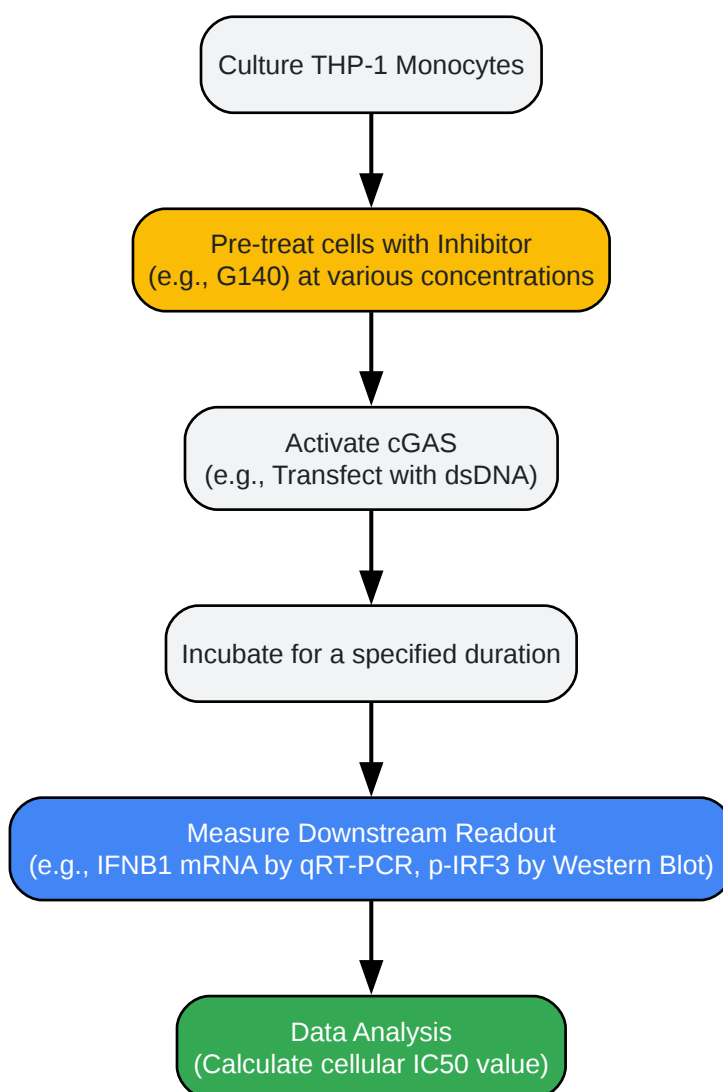 Culture THP-1 Monocytes
Pre-treat cells with Inhibitor
(e.g., G140) at various concentrations
Activate cGAS
(e.g., Transfect with dsDNA)
Incubate for a specified duration
Measure Downstream Readout
(e.g., IFNB1 mRNA by qRT-PCR, p-IRF3 by Western Blot)
Data Analysis
(Calculate cellular IC50 value)